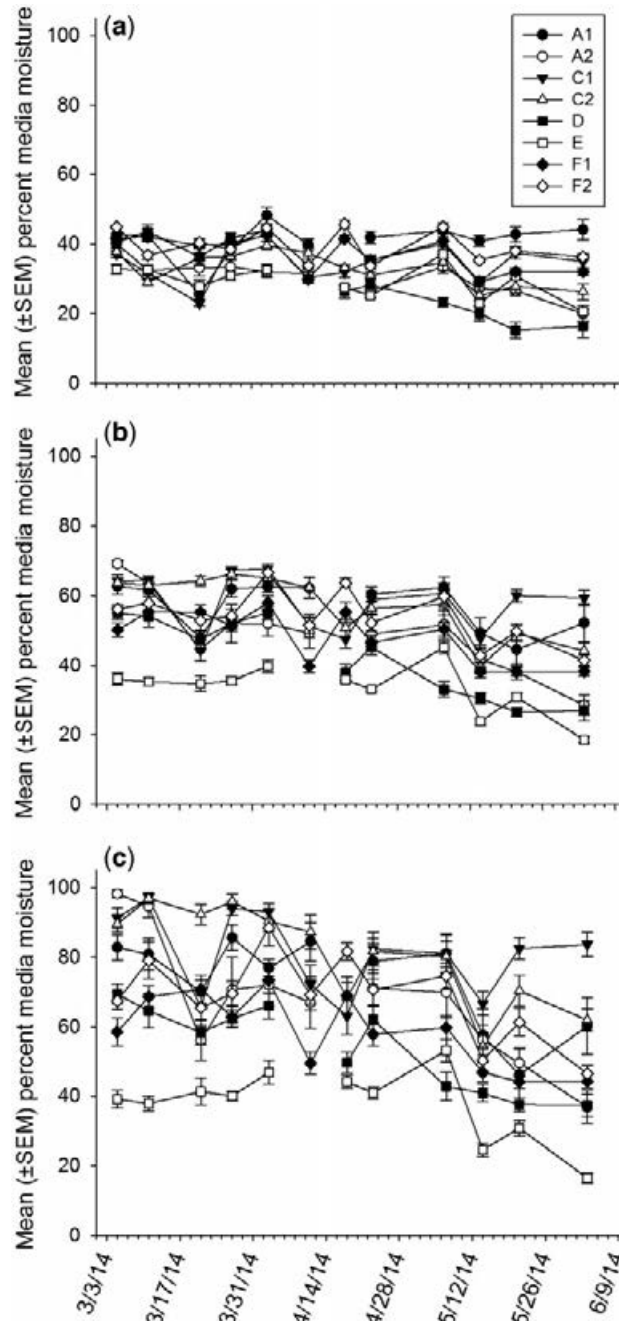 (a)
100
80
60
40
20
0
Mean (±SEM) percent media moisture
A1
A2
C1
C2
D
E
F1
F2
(b)
100
80
60
40
20
0
Mean (±SEM) percent media moisture
(c)
100
80
60
40
20
0
Mean (±SEM) percent media moisture
3/3/14
3/17/14
3/31/14
4/14/14
4/28/14
5/12/14
5/26/14
6/9/14